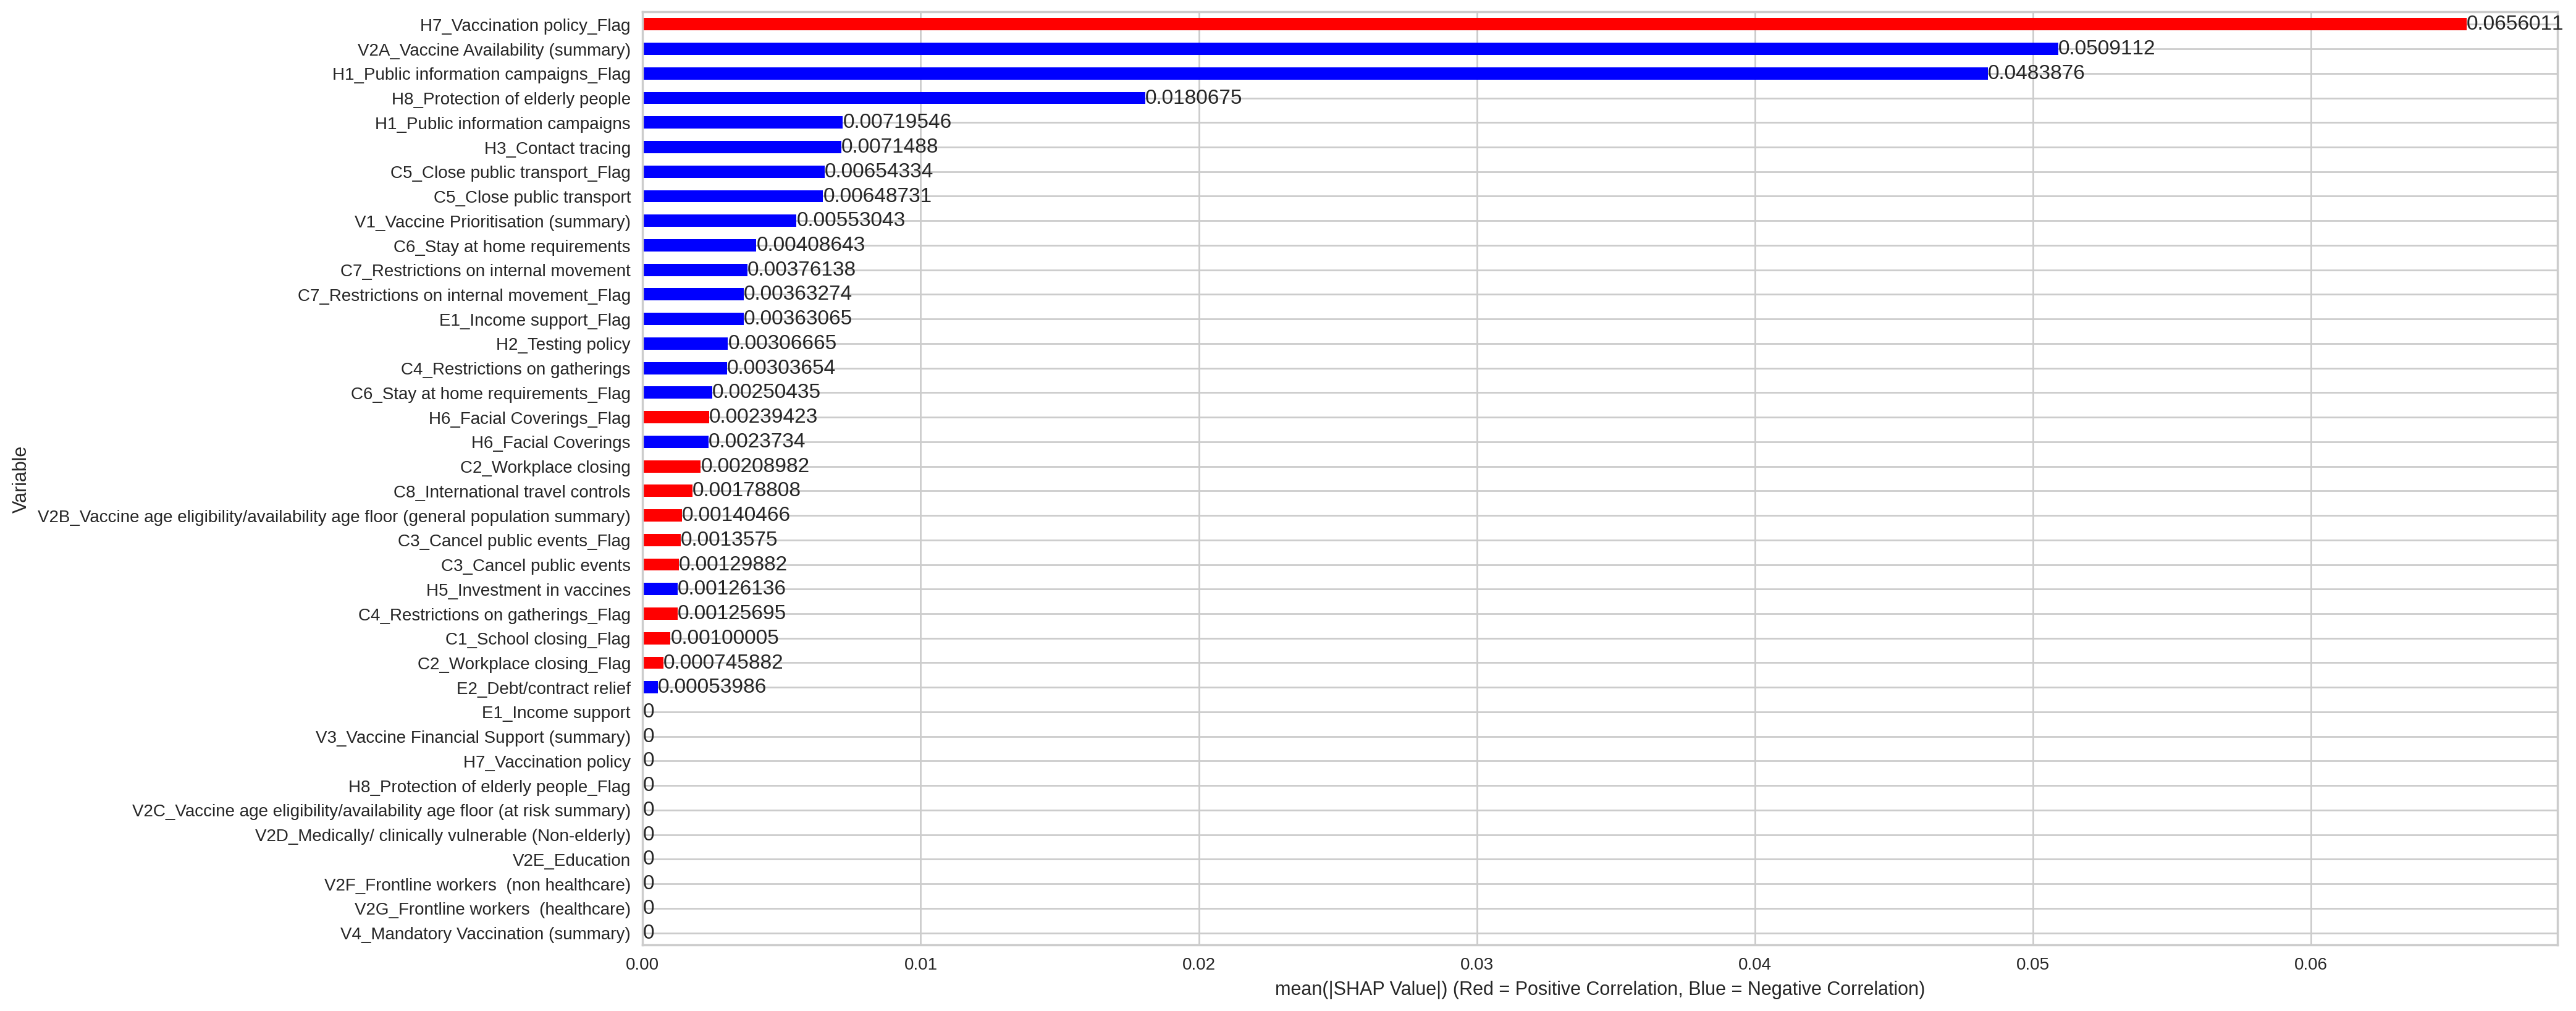 H7_Vaccination policy_Flag 0.0656011
V2A_Vaccine Availability (summary) 0.0509112
H1_Public information campaigns_Flag 0.0483876
H8_Protection of elderly people 0.0180675
H1_Public information campaigns 0.00719546
H3_Contact tracing 0.0071488
C5_Close public transport_Flag 0.00654334
C5_Close public transport 0.00648731
V1_Vaccine Prioritisation (summary) 0.00553043
C6_Stay at home requirements 0.00408643
C7_Restrictions on internal movement 0.00376138
C7_Restrictions on internal movement_Flag 0.00363274
E1_Income support_Flag 0.00363065
H2_Testing policy 0.00306665
C4_Restrictions on gatherings 0.00303654
C6_Stay at home requirements_Flag 0.00250435
H6_Facial Coverings_Flag 0.00239423
H6_Facial Coverings 0.0023734
C2_Workplace closing 0.00208982
C8_International travel controls 0.00178808
V2B_Vaccine age eligibility/availability age floor (general population summary) 0.00140466
C3_Cancel public events_Flag 0.0013575
C3_Cancel public events 0.00129882
H5_Investment in vaccines 0.00126136
C4_Restrictions on gatherings_Flag 0.00125695
C1_School closing_Flag 0.00100005
C2_Workplace closing_Flag 0.000745882
E2_Debt/contract relief 0.00053986
E1_Income support 0
V3_Vaccine Financial Support (summary) 0
H7_Vaccination policy 0
H8_Protection of elderly people_Flag 0
V2C_Vaccine age eligibility/availability age floor (at risk summary) 0
V2D_Medically/ clinically vulnerable (Non-elderly) 0
V2E_Education 0
V2F_Frontline workers  (non healthcare) 0
V2G_Frontline workers  (healthcare) 0
V4_Mandatory Vaccination (summary) 0
Variable
0.00 0.01 0.02 0.03 0.04 0.05 0.06
mean(|SHAP Value|) (Red = Positive Correlation, Blue = Negative Correlation)